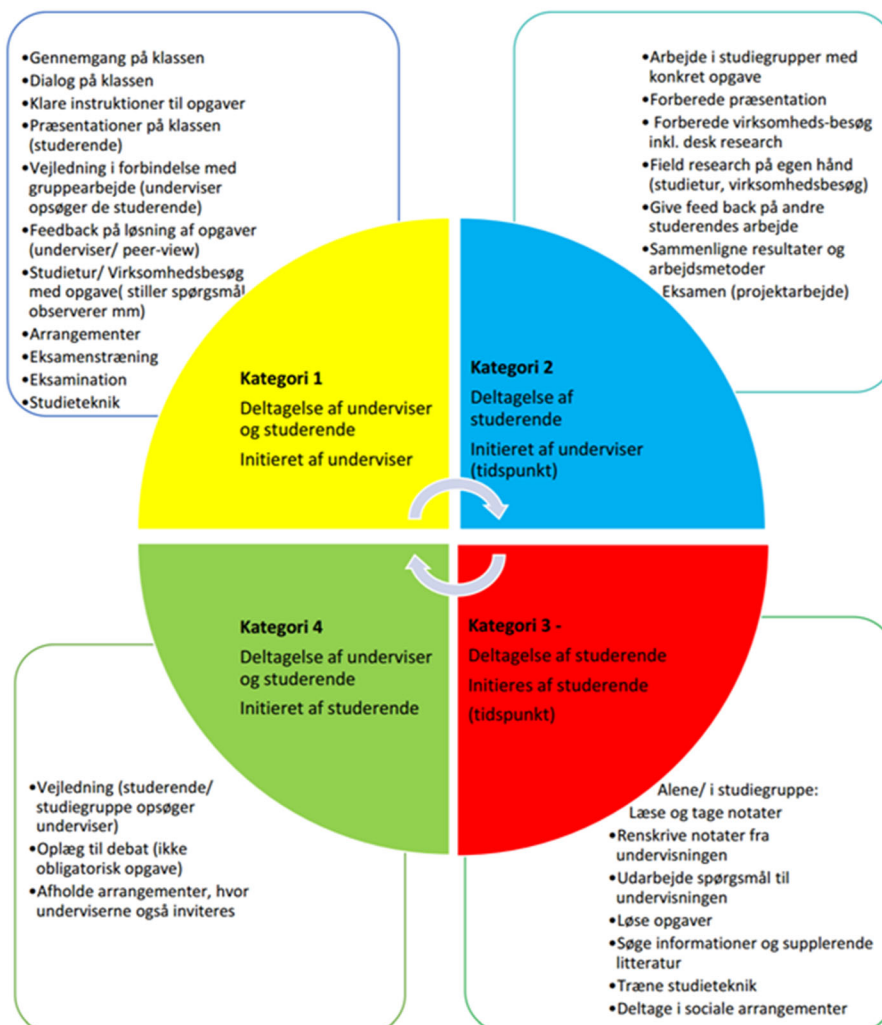 •Gennemgang på klassen
•Dialog på klassen
•Klare instruktioner til opgaver
•Præsentationer på klassen
(studerende)
•Vejledning i forbindelse med
gruppearbejde (underviser
opsøger de studerende)
•Feedback på løsning af opgaver
(underviser/ peer-view)
•Studietur/ Virksomhedsbesøg
med opgave( stiller spørgsmål
observerer mm)
•Arrangementer
•Eksamenstræning
•Eksamination
•Studieteknik
•Arbejde i studiegrupper med
konkret opgave
•Forberede præsentation
• Forberede virksomheds-besøg
inkl. desk research
•Field research på egen hånd
(studietur, virksomhedsbesøg)
•Give feed back på andre
studerendes arbejde
•Sammenligne resultater og
arbejdsmetoder
Eksamen (projektarbejde)
Kategori 1
Deltagelse af underviser
og studerende
Initieret af underviser
Kategori 2
Deltagelse af
studerende
Initieret af underviser
(tidspunkt)
Kategori 4
Deltagelse af underviser
og studerende
Initieret af studerende
Kategori 3 -
Deltagelse af studerende
Initieres af studerende
(tidspunkt)
•Vejledning (studerende/
studiegruppe opsøger
underviser)
•Oplæg til debat (ikke
obligatorisk opgave)
•Afholde arrangementer, hvor
underviserne også inviteres
Alene/ i studiegruppe:
Læse og tage notater
•Renskrive notater fra
undervisningen
•Udarbejde spørgsmål til
undervisningen
•Løse opgaver
•Søge informationer og supplerende
litteratur
•Træne studieteknik
•Deltage i sociale arrangementer